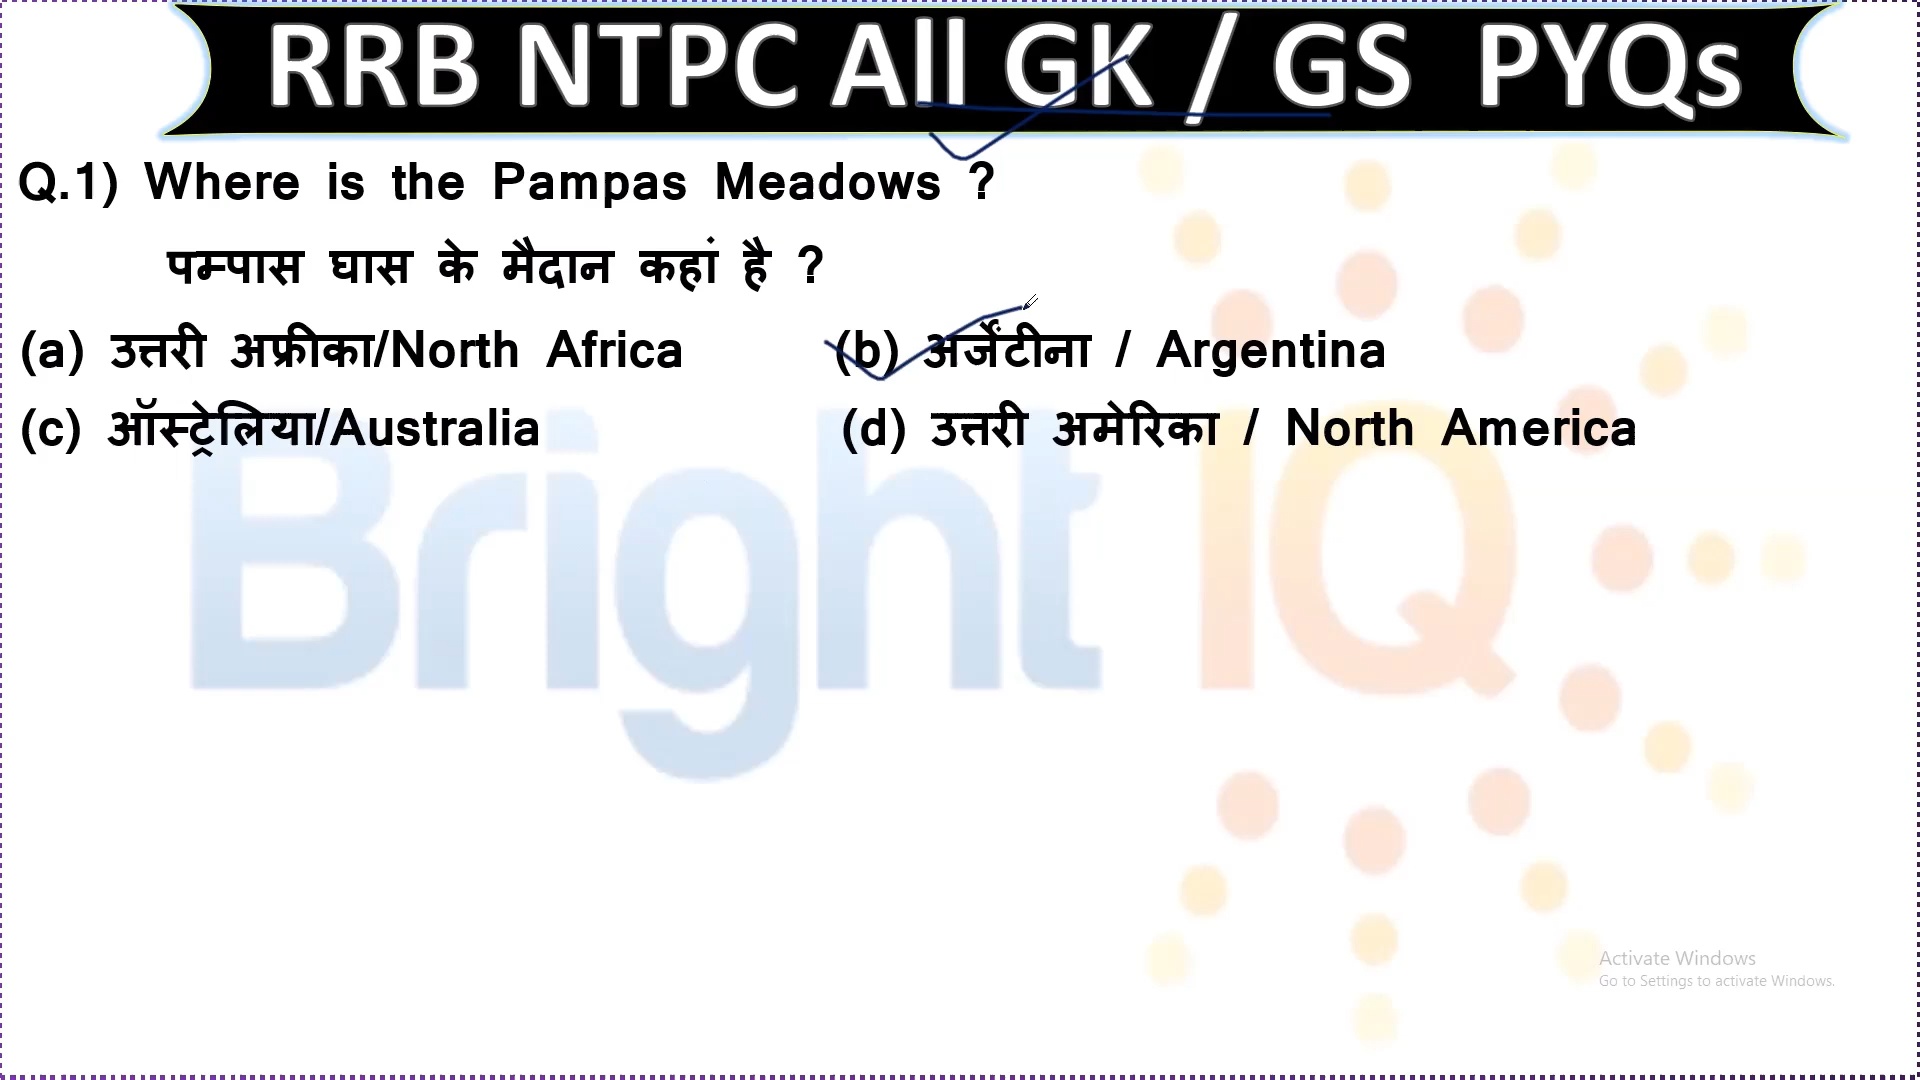 RRB NTPC All GK / GS PYQs
Q.1) Where is the Pampas Meadows ?
पम्पास घास के मैदान कहां है ?
(a) उत्तरी अफ्रीका/North Africa (b) अर्जेंटीना / Argentina
(c) ऑस्ट्रेलिया/Australia (d) उत्तरी अमेरिका / North America
Bright IQ
Activate Windows
Go to Settings to activate Windows.